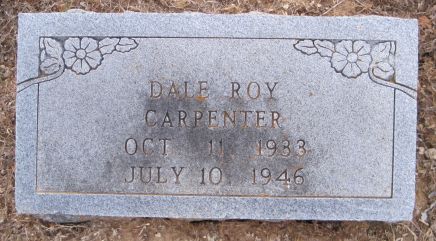 DALE ROY
CARPENTER
OCT 11 1933
JULY 10 1946